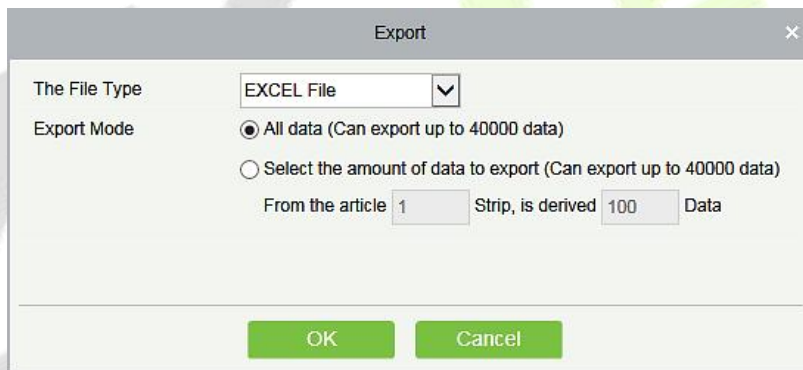 Export
The File Type EXCEL File
Export Mode All data (Can export up to 40000 data)
Select the amount of data to export (Can export up to 40000 data)
From the article 1 Strip, is derived 100 Data
OK Cancel